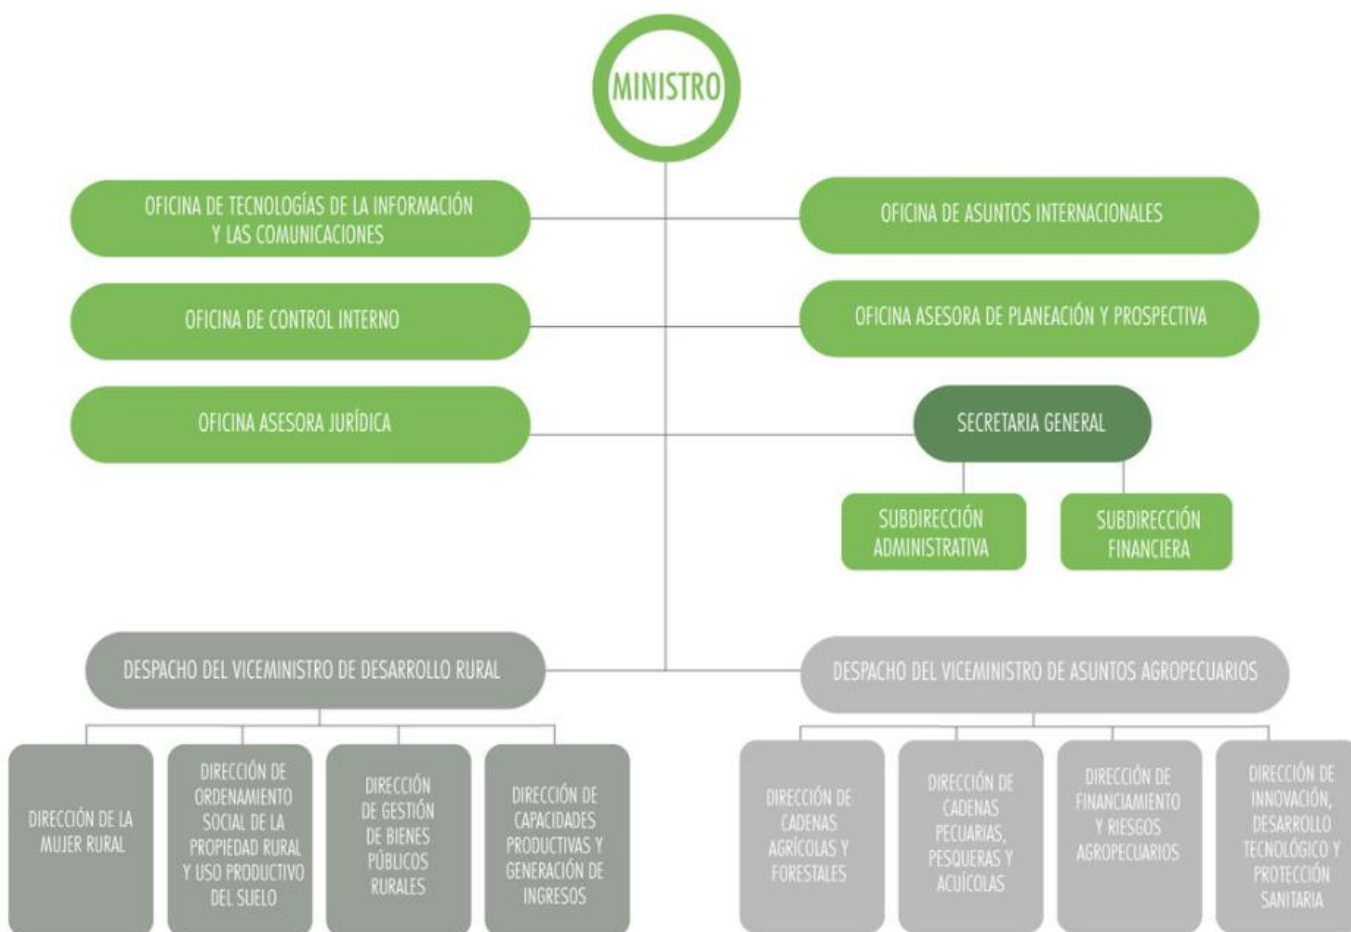 MINISTRO
OFICINA DE TECNOLOGÍAS DE LA INFORMACIÓN
Y LAS COMUNICACIONES
OFICINA DE ASUNTOS INTERNACIONALES
OFICINA DE CONTROL INTERNO
OFICINA ASESORA DE PLANEACIÓN Y PROSPECTIVA
OFICINA ASESORA JURÍDICA
SECRETARIA GENERAL
SUBDIRECCIÓN
ADMINISTRATIVA
SUBDIRECCIÓN
FINANCIERA
DESPACHO DEL VICEMINISTRO DE DESARROLLO RURAL
DESPACHO DEL VICEMINISTRO DE ASUNTOS AGROPECUARIOS
DIRECCIÓN DE LA
MUJER RURAL
DIRECCIÓN DE
ORDENAMIENTO
SOCIAL DE LA
PROPIEDAD RURAL
Y USO PRODUCTIVO
DEL SUELO
DIRECCIÓN
DE GESTIÓN
DE BIENES
PÚBLICOS
RURALES
DIRECCIÓN DE
CAPACIDADES
PRODUCTIVAS Y
GENERACIÓN DE
INGRESOS
DIRECCIÓN DE
CADENAS
AGRÍCOLAS Y
FORESTALES
DIRECCIÓN DE
CADENAS
PECUARIAS,
PESQUERAS Y
ACUÍCOLAS
DIRECCIÓN DE
FINANCIAMIENTO
Y RIESGOS
AGROPECUARIOS
DIRECCIÓN DE
INNOVACIÓN,
DESARROLLO
TECNOLÓGICO Y
PROTECCIÓN
SANITARIA